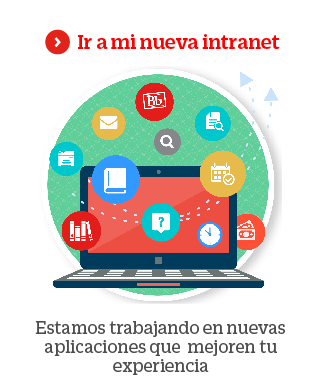 Ir a mi nueva intranet
Bb
?
Estamos trabajando en nuevas
aplicaciones que mejoren tu
experiencia